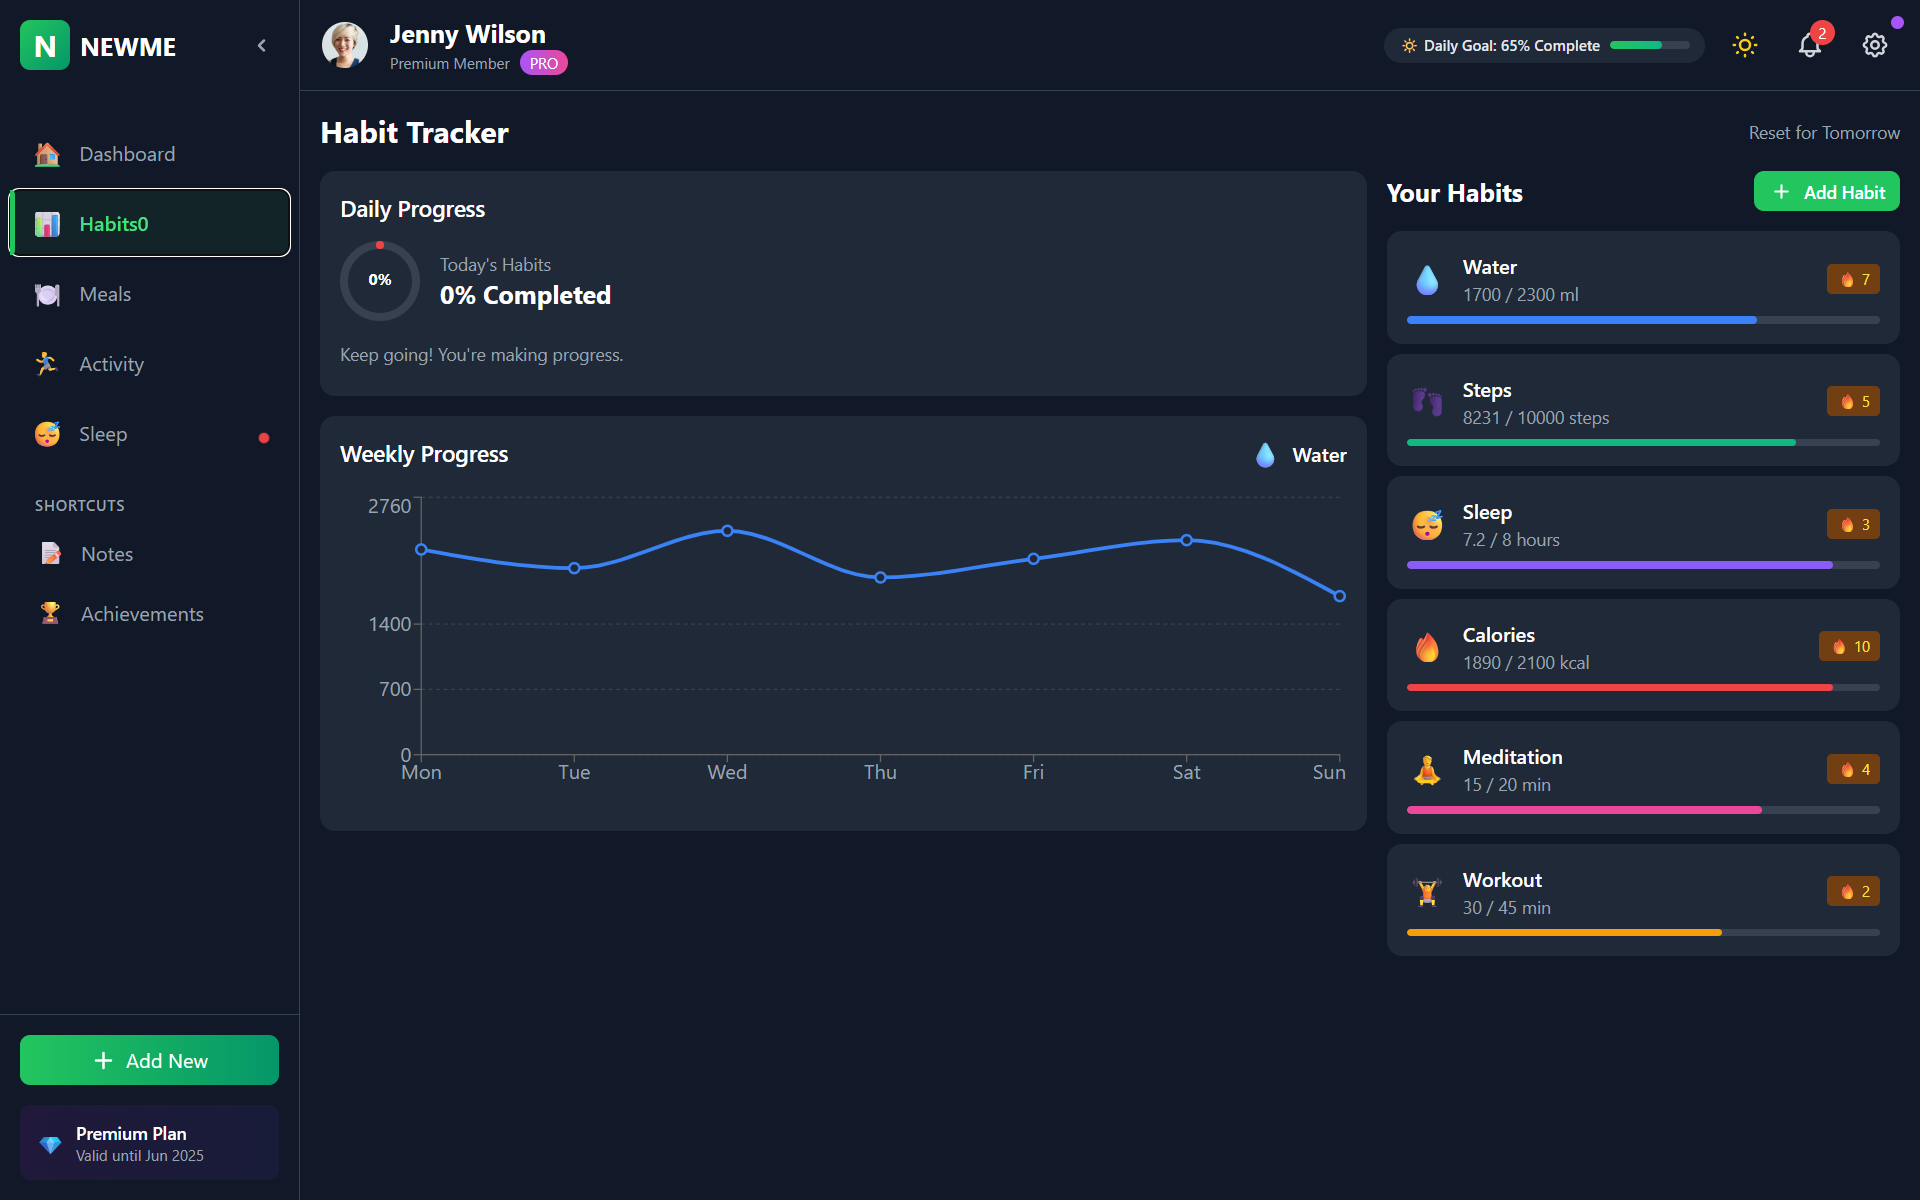 N NEWME
Dashboard
Habits0
Meals
Activity
Sleep
SHORTCUTS
Notes
Achievements
Add New
Premium Plan
Valid until Jun 2025
Jenny Wilson
Premium Member PRO
Daily Goal: 65% Complete
2
Habit Tracker
Reset for Tomorrow
Daily Progress
0%
Today's Habits
0% Completed
Keep going! You're making progress.
Weekly Progress
Water
2760
1400
700
0
Mon Tue Wed Thu Fri Sat Sun
Your Habits
Add Habit
Water
1700 / 2300 ml
7
Steps
8231 / 10000 steps
5
Sleep
7.2 / 8 hours
3
Calories
1890 / 2100 kcal
10
Meditation
15 / 20 min
4
Workout
30 / 45 min
2